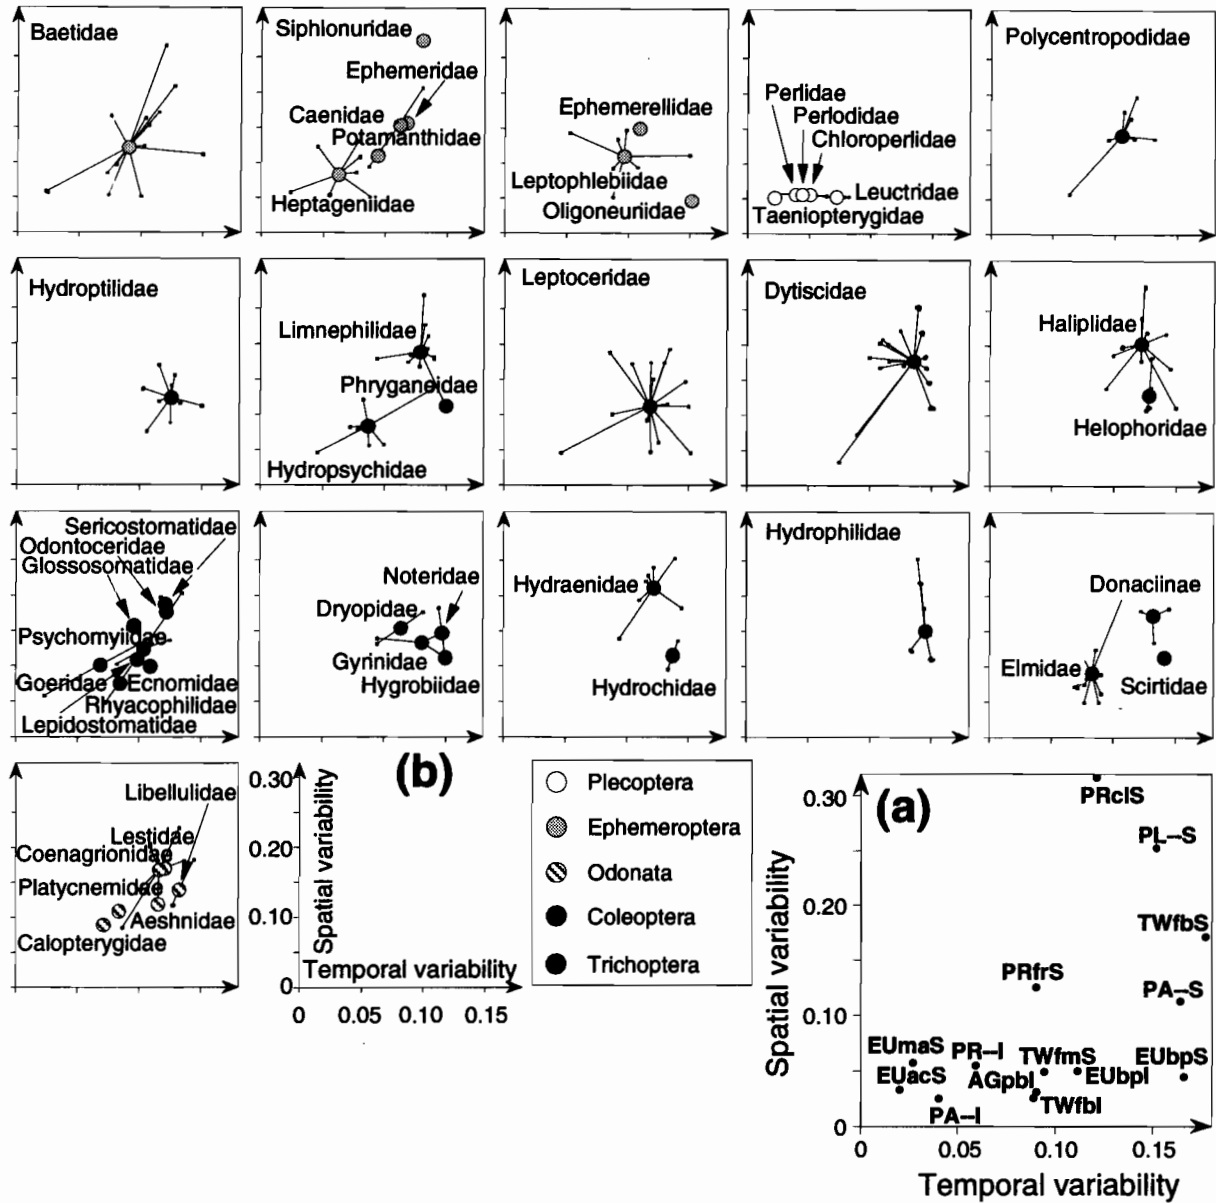 Baetidae
Siphlonuridae
Ephemeridae
Caenidae
Potamanthidae
Heptageniidae
Ephemerellidae
Leptophlebiidae
Oligoneuriidae
Perlidae
Perlodidae
Chloroperlidae
Leuctridae
Taeniopterygidae
Polycentropodidae
Hydroptilidae
Limnephilidae
Phryganeidae
Hydropsychidae
Leptoceridae
Dytiscidae
Haliplidae
Helophoridae
Sericostomatidae
Odontoceridae
Glossosomatidae
Psychomyiidae
Goeridae
Ecnomidae
Rhyacophilidae
Lepidostomatidae
Noteridae
Dryopidae
Gyrinidae
Hygrobiidae
Hydraenidae
Hydrochidae
Hydrophilidae
Donaciinae
Elmidae
Scirtidae
Libellulidae
Lestidae
Coenagrionidae
Platycnemidae
Aeshnidae
Calopterygidae
(b)
0.30
0.20
0.10
0
Spatial variability
Temporal variability
0 0.05 0.10 0.15
Plecoptera
Ephemeroptera
Odonata
Coleoptera
Trichoptera
(a)
0.30
0.20
0.10
0
Spatial variability
PRclS
PL--S
TWfbS
PRfrS
PA--S
EUmaS
PR--I
TWfmS
EUbpS
EUacS
AGpbI
EUbpI
PA--I
TWfbI
0 0.05 0.10 0.15
Temporal variability